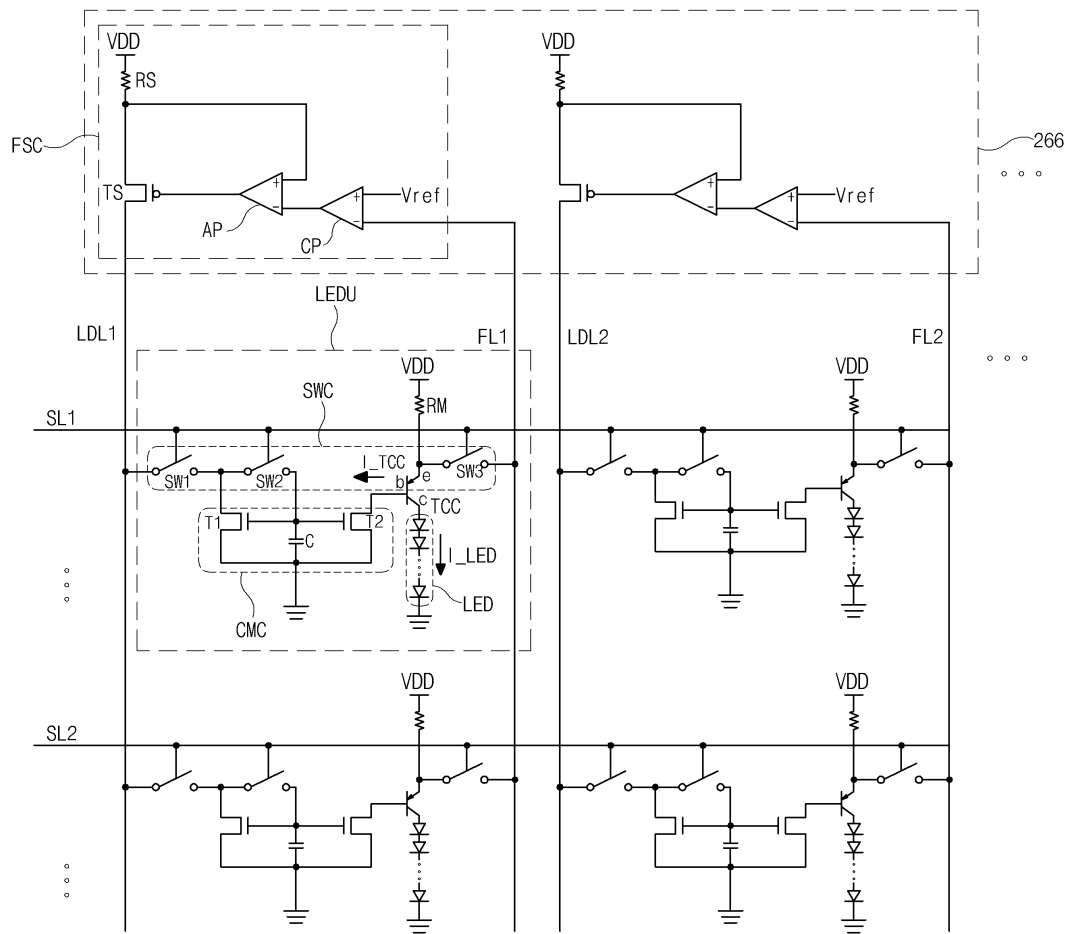 VDD
VDD
RS
FSC
266
TS
Vref
Vref
+
-
+
-
+
-
+
-
AP
CP
LEDU
LDL1
FL1
LDL2
FL2
VDD
VDD
SWC
RM
SL1
I_TCC
SW1
SW2
SW3
b
e
c
TCC
T1
T2
C
I_LED
LED
CMC
VDD
VDD
SL2